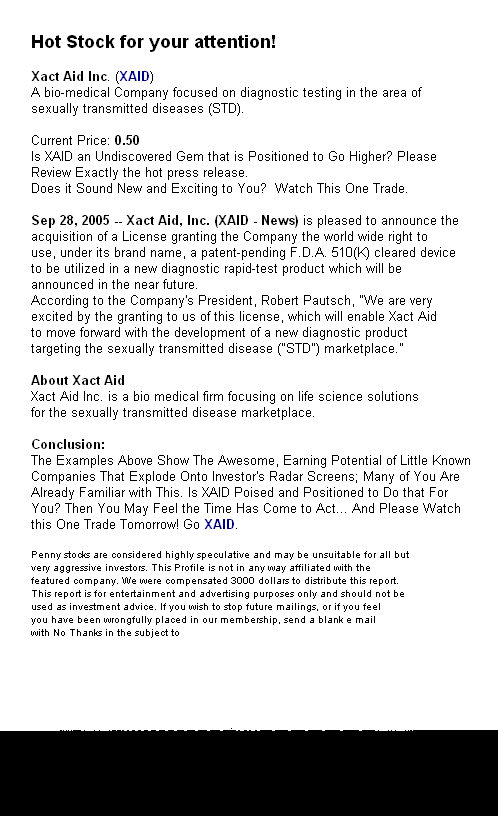 Hot Stock for your attention!
Xact Aid Inc. (XAID)
A bio-medical Company focused on diagnostic testing in the area of
sexually transmitted diseases (STD).
Current Price: 0.50
Is XAID an Undiscovered Gem that is Positioned to Go Higher? Please
Review Exactly the hot press release.
Does it Sound New and Exciting to You?  Watch This One Trade.
Sep 28, 2005 -- Xact Aid, Inc. (XAID - News) is pleased to announce the
acquisition of a License granting the Company the world wide right to
use, under its brand name, a patent-pending F.D.A. 510(K) cleared device
to be utilized in a new diagnostic rapid-test product which will be
announced in the near future.
According to the Company's President, Robert Pautsch, "We are very
excited by the granting to us of this license, which will enable Xact Aid
to move forward with the development of a new diagnostic product
targeting the sexually transmitted disease ("STD") marketplace."
About Xact Aid
Xact Aid Inc. is a bio medical firm focusing on life science solutions
for the sexually transmitted disease marketplace.
Conclusion:
The Examples Above Show The Awesome, Earning Potential of Little Known
Companies That Explode Onto Investor's Radar Screens; Many of You Are
Already Familiar with This. Is XAID Poised and Positioned to Do that For
You? Then You May Feel the Time Has Come to Act... And Please Watch
this One Trade Tomorrow! Go XAID.
Penny stocks are considered highly speculative and may be unsuitable for all but
very aggressive investors. This Profile is not in any way affiliated with the
featured company. We were compensated 3000 dollars to distribute this report.
This report is for entertainment and advertising purposes only and should not be
used as investment advice. If you wish to stop future mailings, or if you feel
you have been wrongfully placed in our membership, send a blank e mail
with No Thanks in the subject to